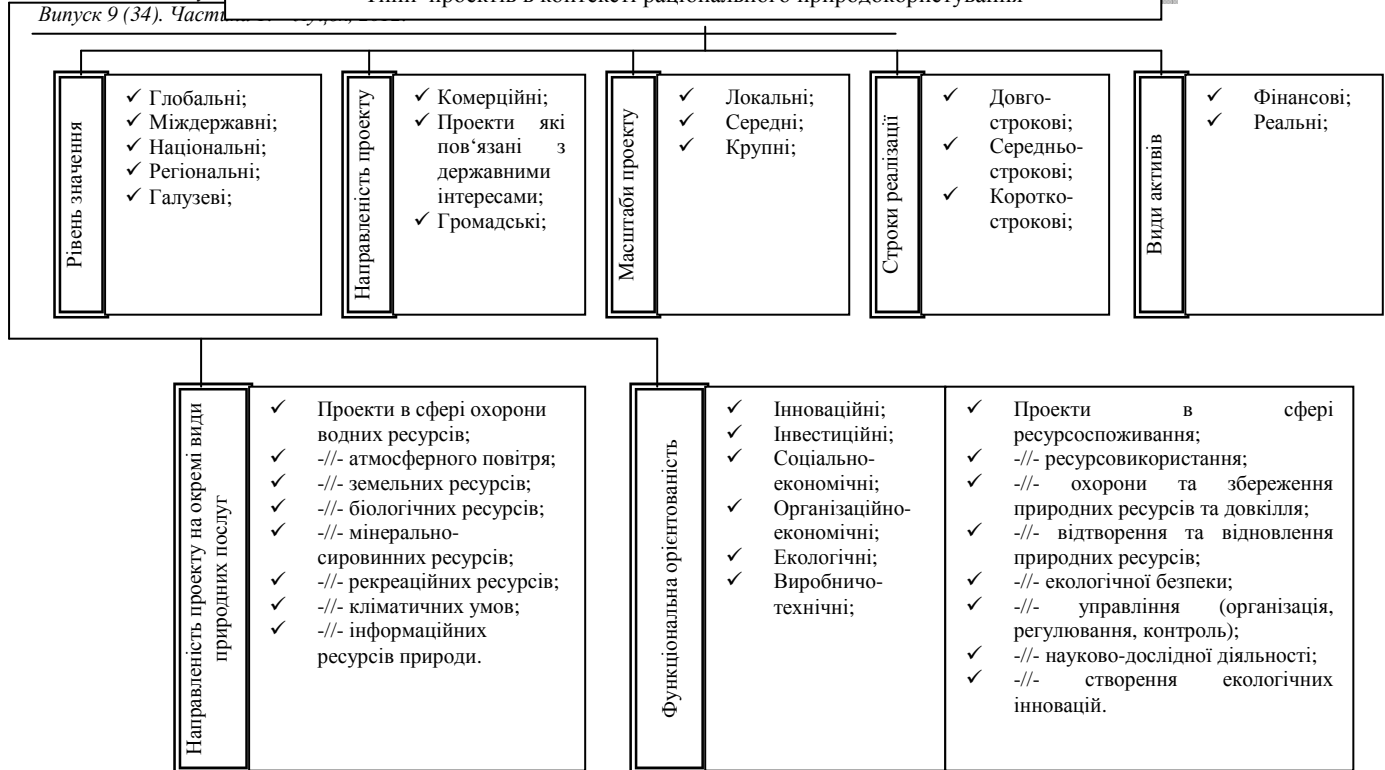 Типи проектів в контексті раціонального природокористування
Випуск 9 (34). Частина
Рівень значення
✓ Глобальні;
✓ Міждержавні;
✓ Національні;
✓ Регіональні;
✓ Галузеві;
Направленість проекту
✓ Комерційні;
✓ Проекти які
пов‘язані з
державними
інтересами;
✓ Громадські;
Масштаби проекту
✓ Локальні;
✓ Середні;
✓ Крупні;
Строки реалізації
✓ Довго-
строкові;
✓ Середньо-
строкові;
✓ Коротко-
строкові;
Види активів
✓ Фінансові;
✓ Реальні;
Направленість проекту на окремі види
природних послуг
✓ Проекти в сфері охорони
водних ресурсів;
✓ -//- атмосферного повітря;
✓ -//- земельних ресурсів;
✓ -//- біологічних ресурсів;
✓ -//- мінерально-
сировинних ресурсів;
✓ -//- рекреаційних ресурсів;
✓ -//- кліматичних умов;
✓ -//- інформаційних
ресурсів природи.
Функціональна орієнтованість
✓ Інноваційні;
✓ Інвестиційні;
✓ Соціально-
економічні;
✓ Організаційно-
економічні;
✓ Екологічні;
✓ Виробничо-
технічні;
✓ Проекти в сфері
ресурсоспоживання;
✓ -//- ресурсовикористання;
✓ -//- охорони та збереження
природних ресурсів та довкілля;
✓ -//- відтворення та відновлення
природних ресурсів;
✓ -//- екологічної безпеки;
✓ -//- управління (організація,
регулювання, контроль);
✓ -//- науково-дослідної діяльності;
✓ -//- створення екологічних
інновацій.